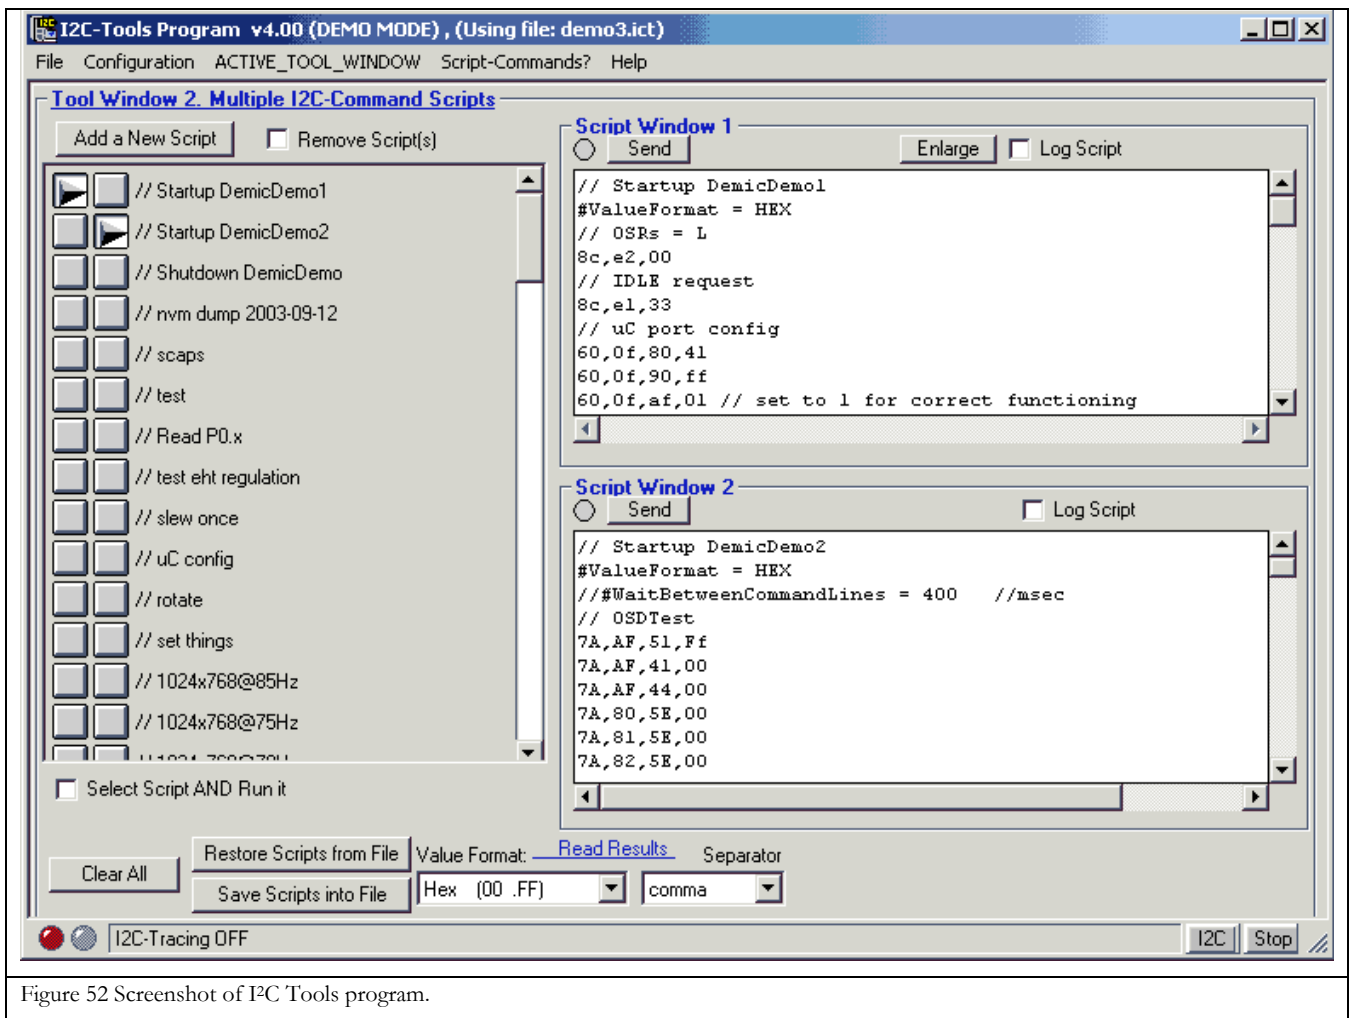 I2C-Tools Program v4.00 (DEMO MODE) , (Using file: demo3.ict)
File Configuration ACTIVE_TOOL_WINDOW Script-Commands? Help
Tool Window 2. Multiple I2C-Command Scripts
Add a New Script
Remove Script(s)
// Startup DemicDemo1
// Startup DemicDemo2
// Shutdown DemicDemo
// nvm dump 2003-09-12
// scaps
// test
// Read P0.x
// test eht regulation
// slew once
// uC config
// rotate
// set things
// 1024x768@85Hz
// 1024x768@75Hz
Select Script AND Run it
Script Window 1
Send
Enlarge
Log Script
// Startup DemicDemo1
#ValueFormat = HEX
// OSRs = L
8c,e2,00
// IDLE request
8c,e1,33
// uC port config
60,0f,80,41
60,0f,90,ff
60,0f,af,01 // set to 1 for correct functioning
Script Window 2
Send
Log Script
// Startup DemicDemo2
#ValueFormat = HEX
//#WaitBetweenCommandLines = 400 //msec
// OSDTest
7A,AF,51,Ff
7A,AF,41,00
7A,AF,44,00
7A,80,5E,00
7A,81,5E,00
7A,82,5E,00
Clear All
Restore Scripts from File
Save Scripts into File
Value Format:
Read Results
Separator
Hex (00 .FF)
comma
I2C-Tracing OFF
I2C
Stop
Figure 52 Screenshot of I²C Tools program.